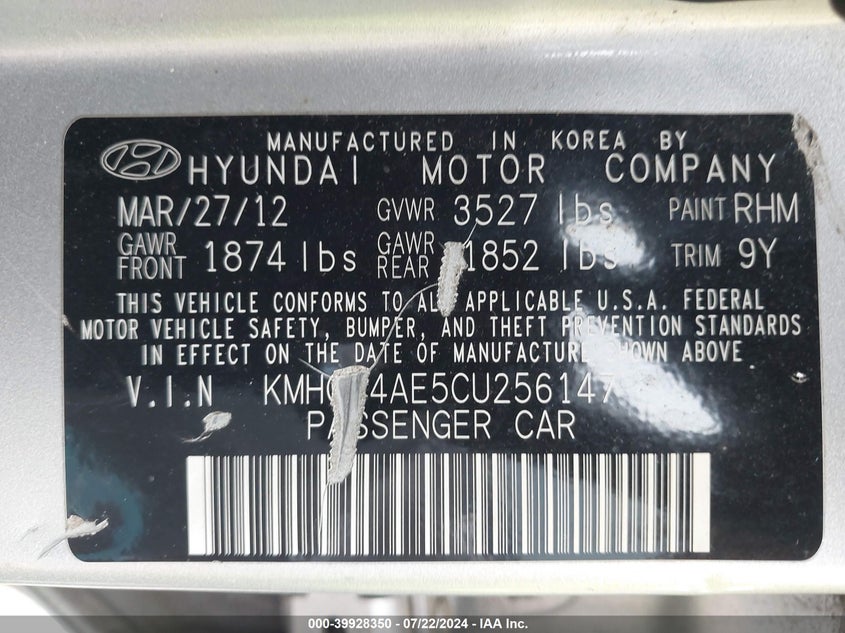 MANUFACTURED IN KOREA BY
HYUNDAI MOTOR COMPANY
MAR/27/12 GVWR 3527 lbs PAINT RHM
GAWR FRONT 1874 lbs GAWR REAR 1852 lbs TRIM 9Y
THIS VEHICLE CONFORMS TO ALL APPLICABLE U.S.A. FEDERAL
MOTOR VEHICLE SAFETY, BUMPER, AND THEFT PREVENTION STANDARDS
IN EFFECT ON THE DATE OF MANUFACTURE SHOWN ABOVE
V.I.N
PASSENGER CAR
000-39928350 - 07/22/2024 - IAA Inc.